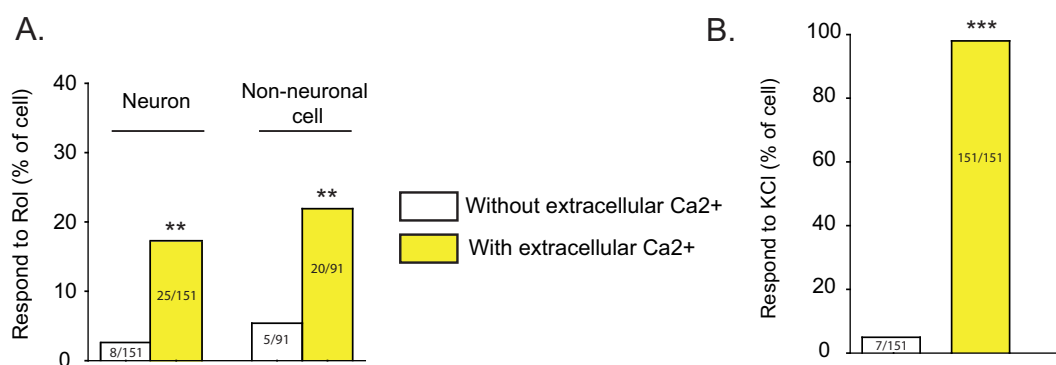 A.
Respond to RoI (% of cell)
40
30
20
10
0
Neuron
Non-neuronal
cell
**
**
8/151
25/151
5/91
20/91
Without extracellular Ca2+
With extracellular Ca2+
B.
Respond to KCl (% of cell)
100
80
60
40
20
0
***
7/151
151/151